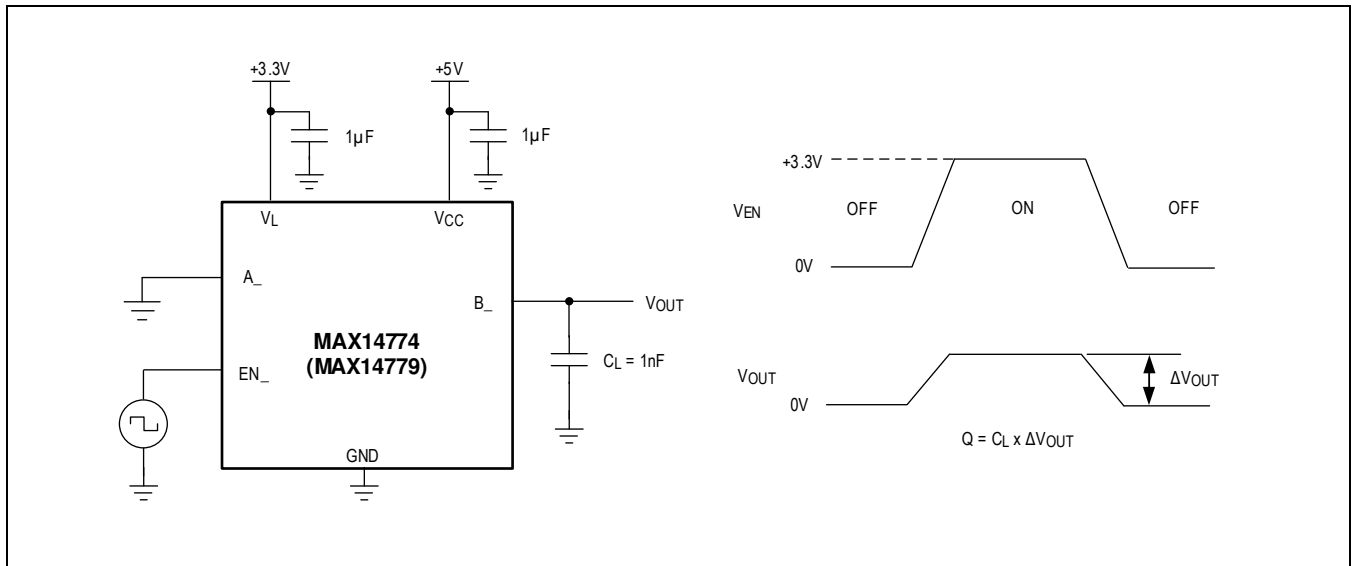 +3.3V
+5V
1µF
1µF
VL
VCC
A_
B_
VOUT
MAX14774
(MAX14779)
EN_
CL = 1nF
GND
+3.3V
VEN
OFF
ON
OFF
0V
VOUT
ΔVOUT
0V
Q = CL x ΔVOUT